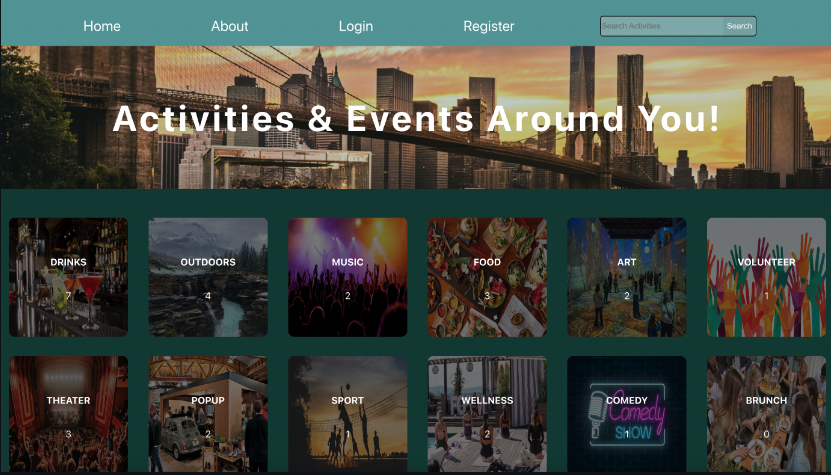 Home About Login Register Search Activities Search
Activities & Events Around You!
DRINKS OUTDOORS MUSIC FOOD ART VOLUNTEER
7 4 2 3 2 1
THEATER POPUP SPORT WELLNESS COMEDY BRUNCH
Comedy
SHOW
3 2 1 2 1 0